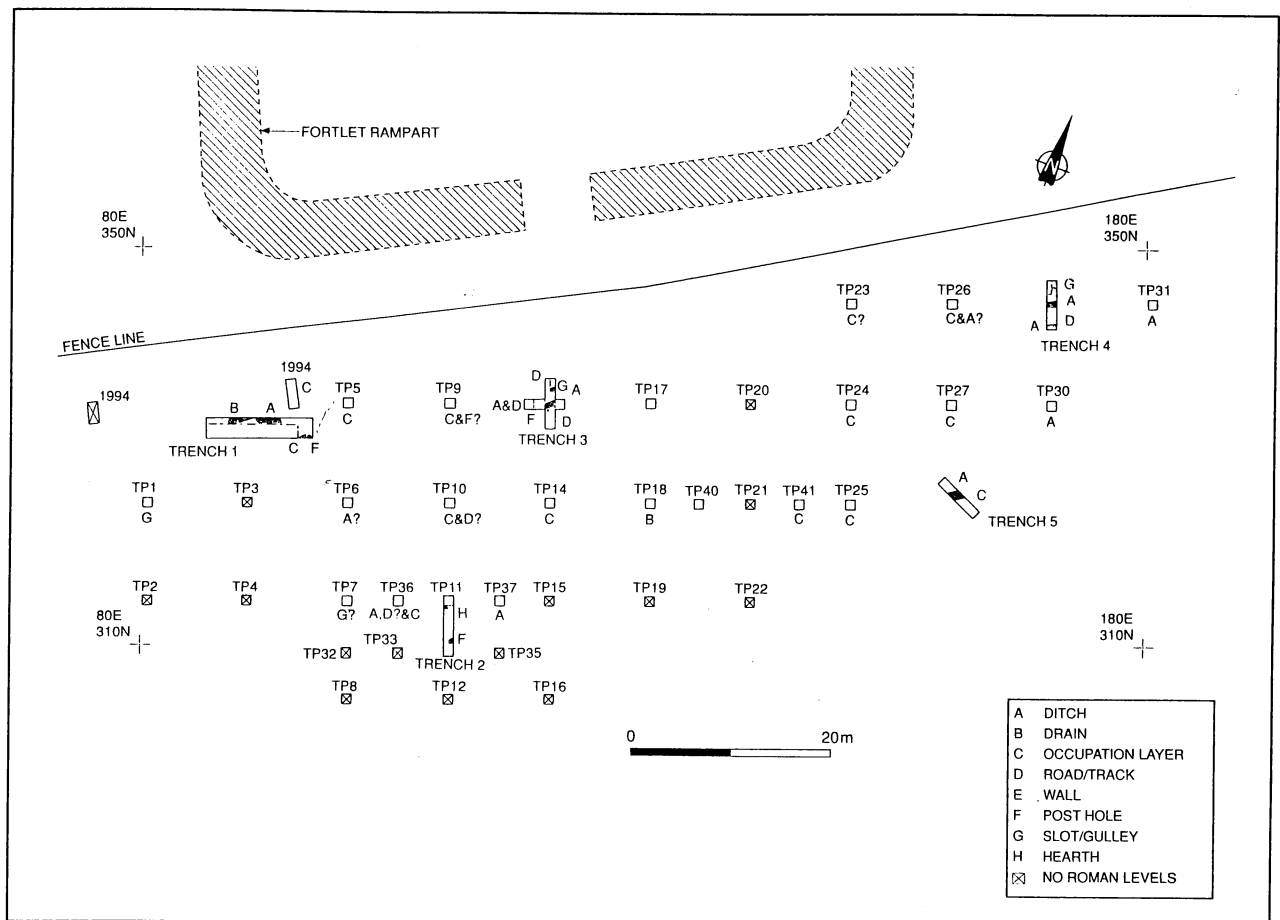 FORTLET RAMPART
N
80E
350N
180E
350N
TP23
C?
TP26
C&A?
G
A
A D
TRENCH 4
TP31
A
FENCE LINE
1994
1994
C
B A
TRENCH 1
C F
TP5
C
TP9
C&F?
D
G A
A&D
F D
TRENCH 3
TP17
TP20
TP24
C
TP27
C
TP30
A
TP1
G
TP3
TP6
A?
TP10
C&D?
TP14
C
TP18
B
TP40
TP21
TP41
C
TP25
C
A
C
TRENCH 5
TP2
TP4
TP7
G?
TP36
A,D?&C
TP11
H
F
TRENCH 2
TP37
A
TP15
TP19
TP22
80E
310N
180E
310N
TP32
TP33
TP35
TP8
TP12
TP16
0 20m
A DITCH
B DRAIN
C OCCUPATION LAYER
D ROAD/TRACK
E WALL
F POST HOLE
G SLOT/GULLEY
H HEARTH
NO ROMAN LEVELS